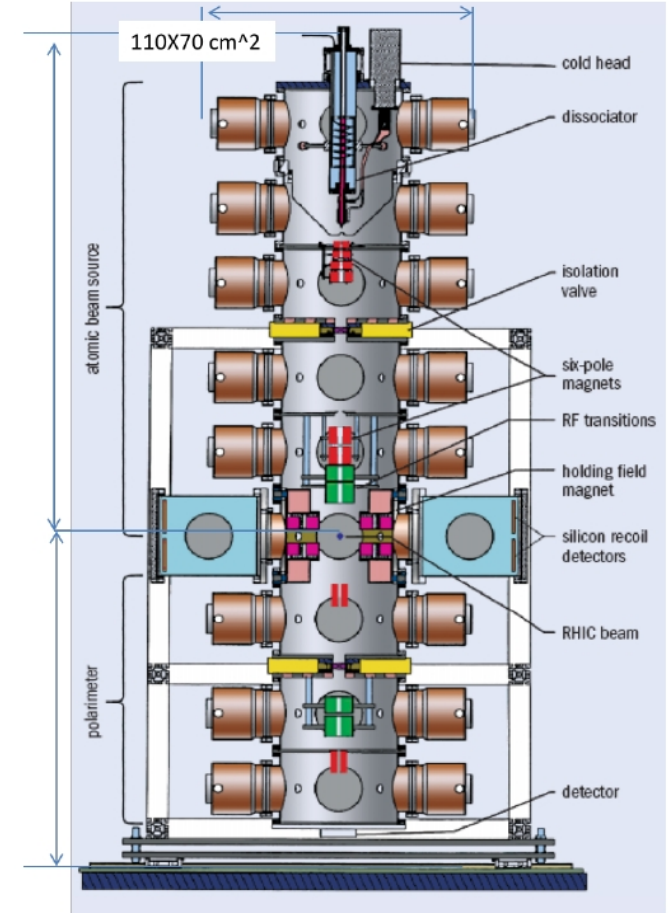 110X70 cm^2
cold head
dissociator
atomic beam source
isolation
valve
six-pole
magnets
RF transitions
holding field
magnet
silicon recoil
detectors
RHIC beam
polarimeter
detector